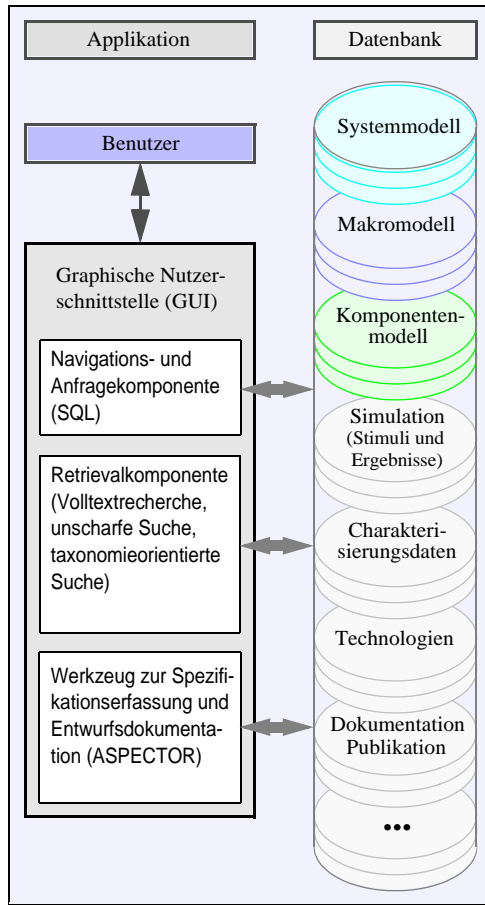 Applikation
Datenbank
Benutzer
Graphische Nutzer-
schnittstelle (GUI)
Navigations- und
Anfragekomponente
(SQL)
Retrievalkomponente
(Volltextrecherche,
unscharfe Suche,
taxonomieorientierte
Suche)
Werkzeug zur Spezifi-
kationserfassung und
Entwurfsdokumenta-
tion (ASPECTOR)
Systemmodell
Makromodell
Komponenten-
modell
Simulation
(Stimuli und
Ergebnisse)
Charakteri-
sierungsdaten
Technologien
Dokumentation
Publikation
•••